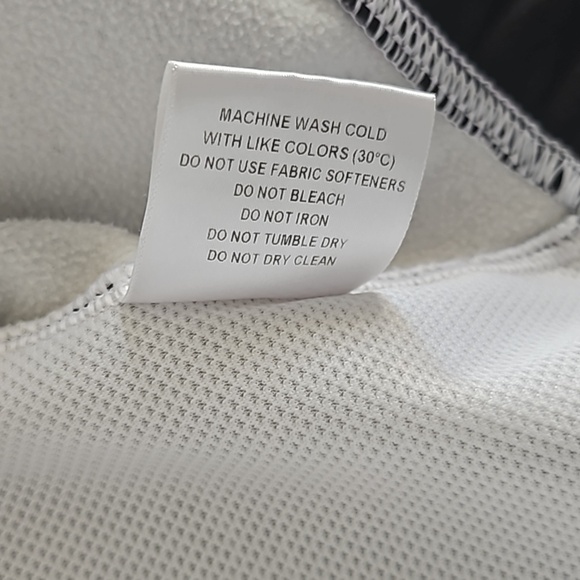 MACHINE WASH COLD
WITH LIKE COLORS (30°C)
DO NOT USE FABRIC SOFTENERS
DO NOT BLEACH
DO NOT IRON
DO NOT TUMBLE DRY
DO NOT DRY CLEAN